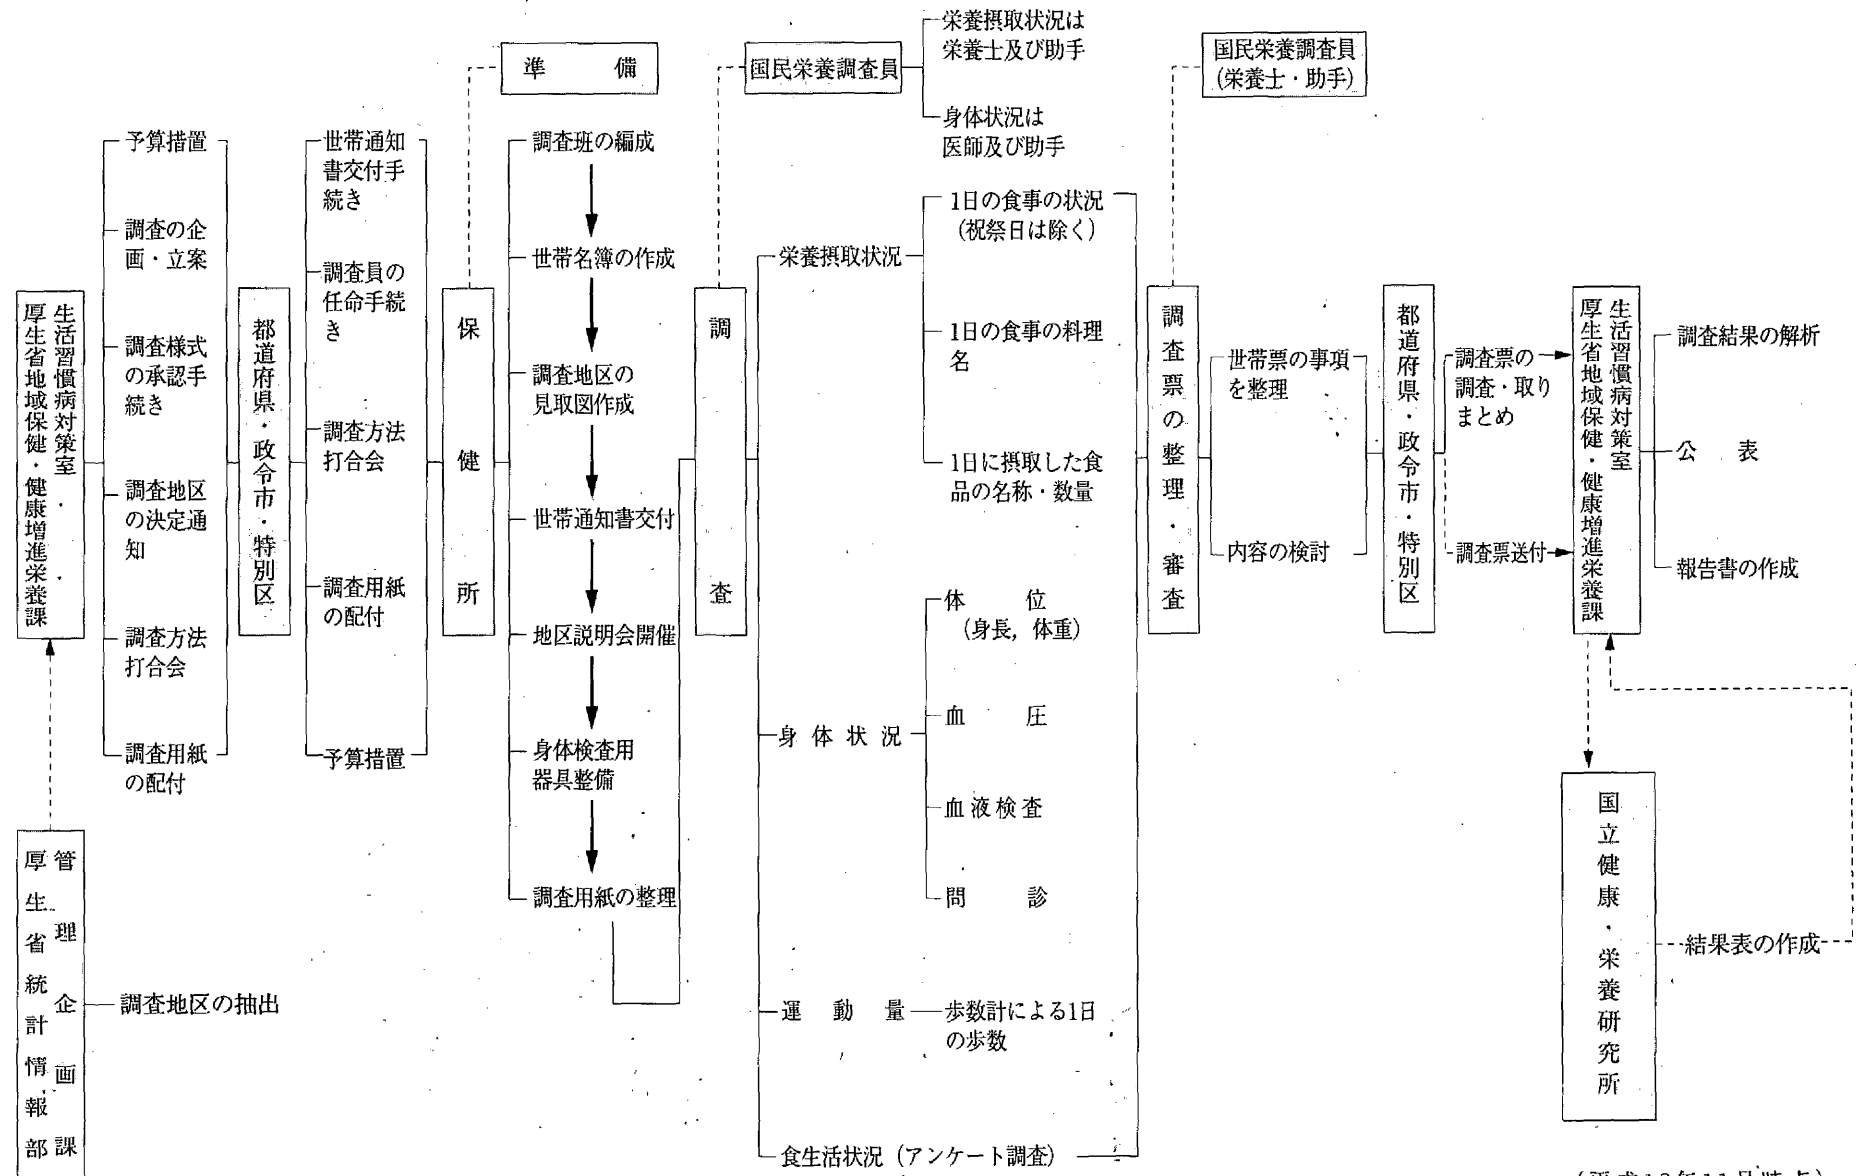 厚生省地域保健・健康増進栄養課
生活習慣病対策室
厚生省統計情報部
管理企画課
調査地区の抽出
予算措置
調査の企
画・立案
調査様式
の承認手
続き
調査地区
の決定通
知
調査方法
打合会
調査用紙
の配付
都道府県・政令市・特別区
世帯通知
書交付手
続き
調査員の
任命手続
き
調査方法
打合会
調査用紙
の配付
予算措置
準備
保健所
調査班の編成
世帯名簿の作成
調査地区の
見取図作成
世帯通知書交付
地区説明会開催
身体検査用
器具整備
調査用紙の整理
国民栄養調査員
栄養摂取状況は
栄養士及び助手
身体状況は
医師及び助手
調査
栄養摂取状況
1日の食事の状況
(祝祭日は除く)
1日の食事の料理
名
1日に摂取した食
品の名称・数量
身体状況
体位
(身長，体重)
血圧
血液検査
問診
運動量
歩数計による1日
の歩数
食生活状況（アンケート調査）
国民栄養調査員
(栄養士・助手)
調査票の整理・審査
世帯票の事項
を整理
内容の検討
都道府県・政令市・特別区
調査票の
調査・取り
まとめ
調査票送付
厚生省地域保健・健康増進栄養課
生活習慣病対策室
調査結果の解析
公表
報告書の作成
国立健康・栄養研究所
結果表の作成